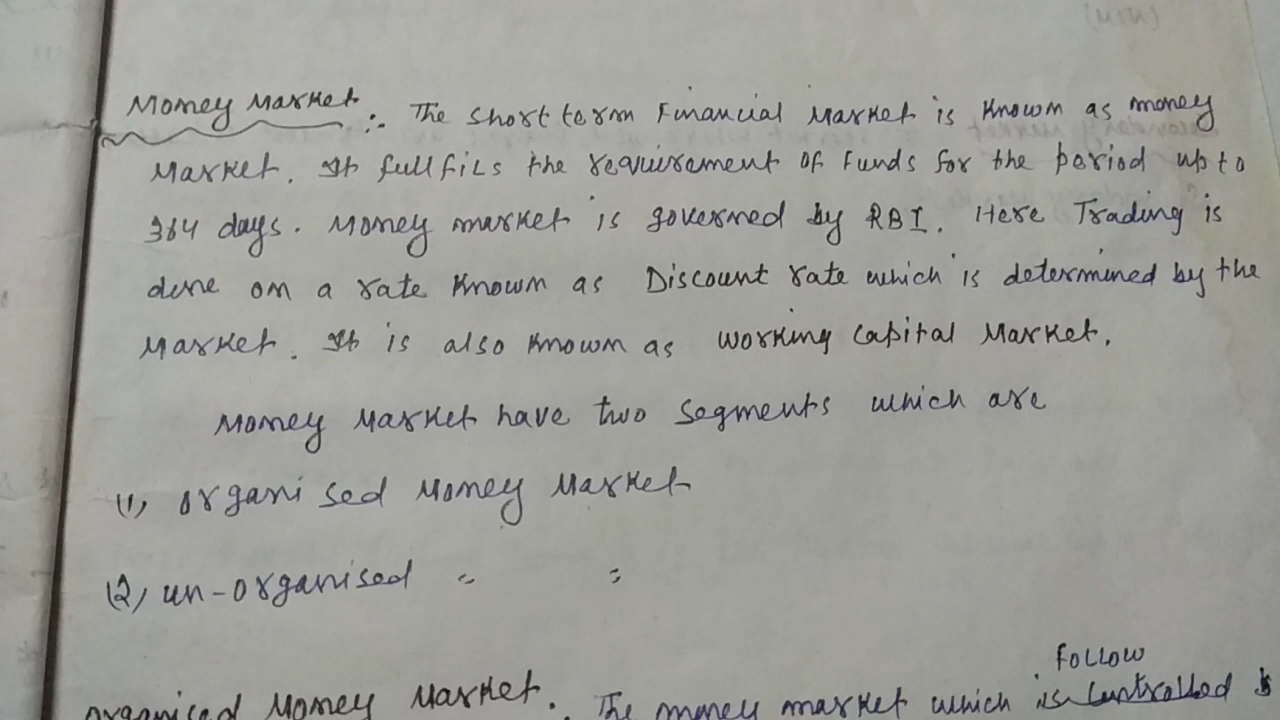 Money Market :- The short term Financial Market is Known as money
Market. It fullfils the requirement of Funds for the period up to
364 days. Money market is governed by RBI. Here Trading is
done on a rate Known as Discount rate which is determined by the
Market. It is also Known as working capital Market.
Money Market have two segments which are
(1) organised Money Market
(2) un-organised " "
follow
organised Money Market. The money market which is controlled